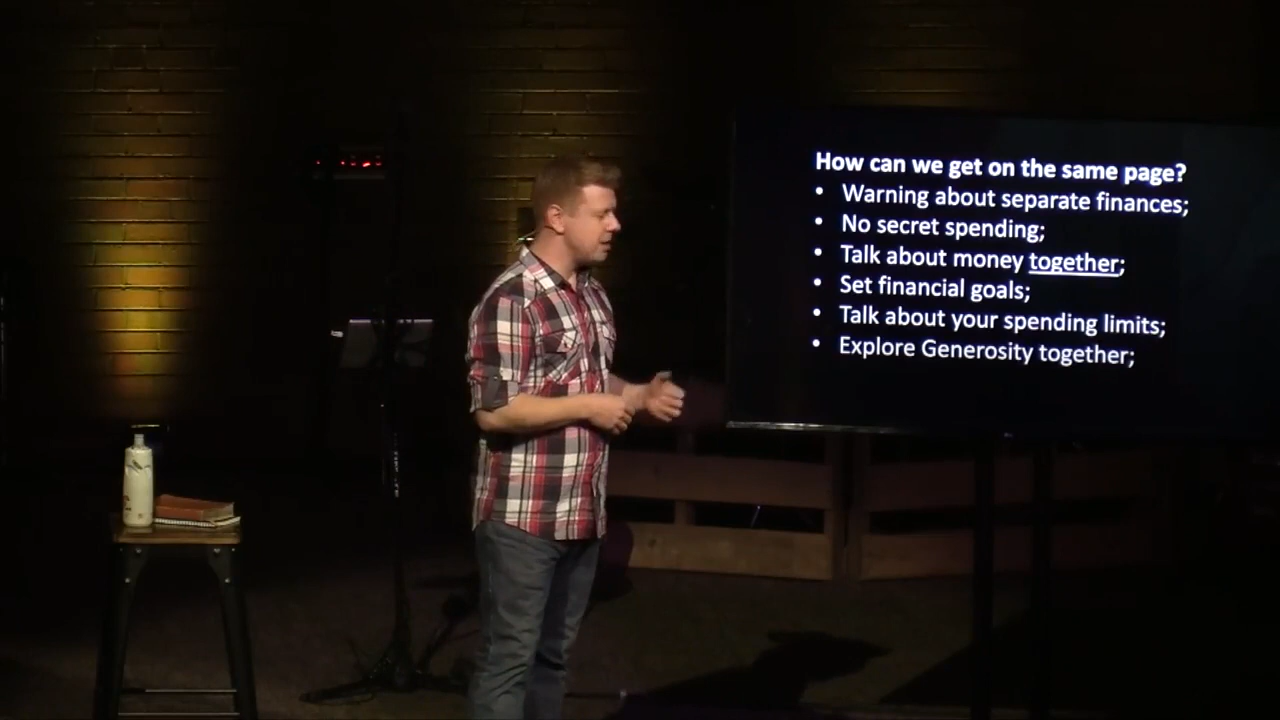 How can we get on the same page?
• Warning about separate finances;
• No secret spending;
• Talk about money together;
• Set financial goals;
• Talk about your spending limits;
• Explore Generosity together;